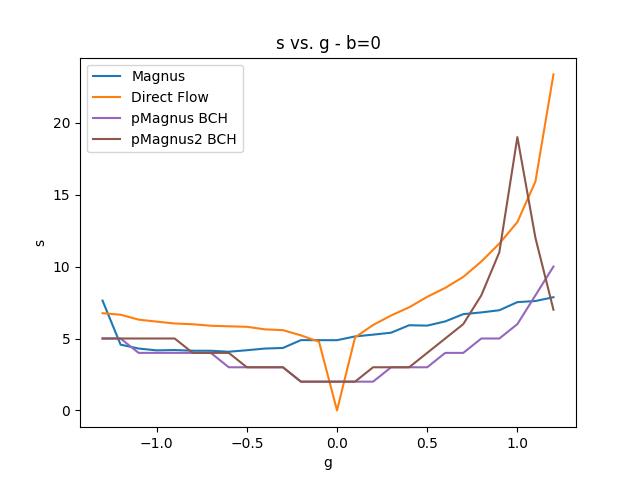 s vs. g - b=0
Magnus
Direct Flow
pMagnus BCH
pMagnus2 BCH
20
15
10
5
0
s
−1.0 −0.5 0.0 0.5 1.0
g